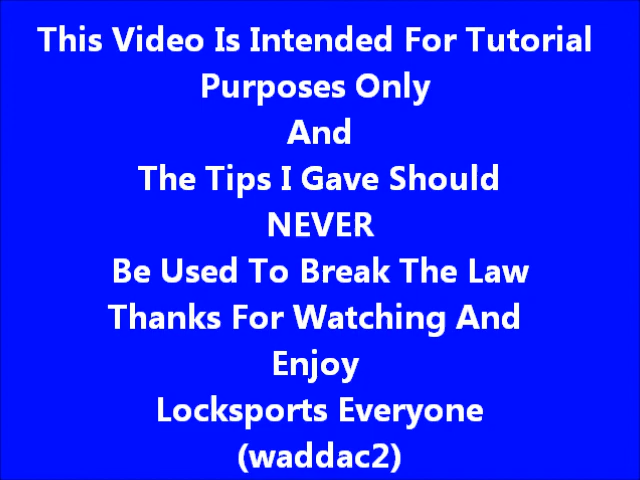 This Video Is Intended For Tutorial
Purposes Only
And
The Tips I Gave Should
NEVER
Be Used To Break The Law
Thanks For Watching And
Enjoy
Locksports Everyone
(waddac2)